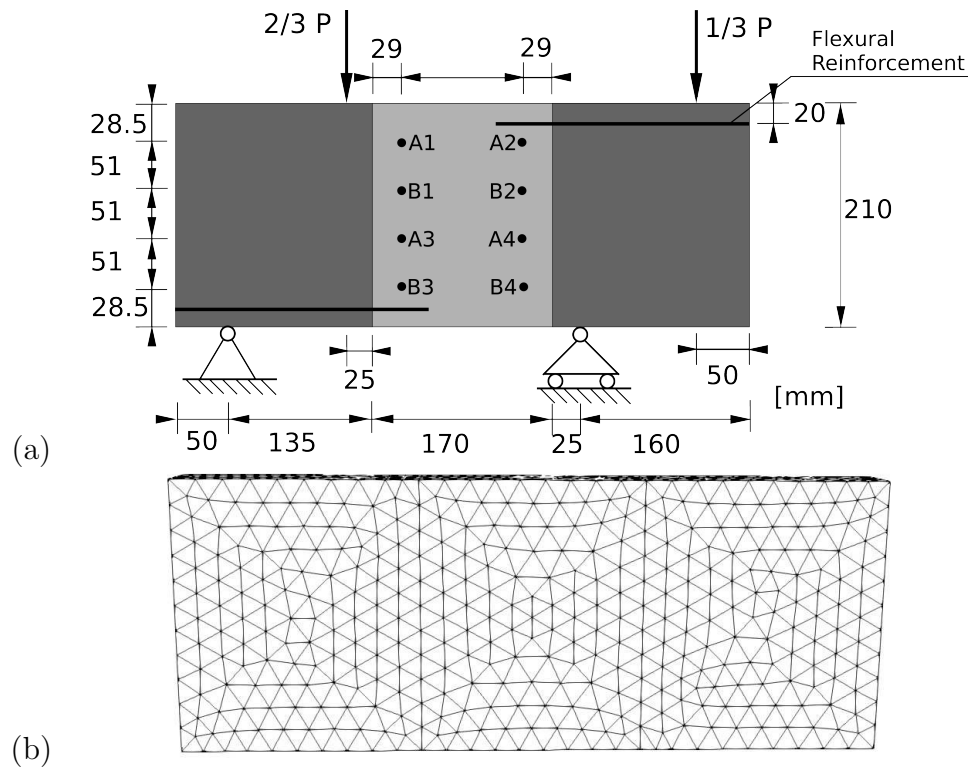 2/3 P
1/3 P
29
29
Flexural
Reinforcement
28.5
20
A1
A2
51
B1
B2
51
210
A3
A4
51
B3
B4
28.5
25
50
[mm]
(a)
50
135
170
25
160
(b)